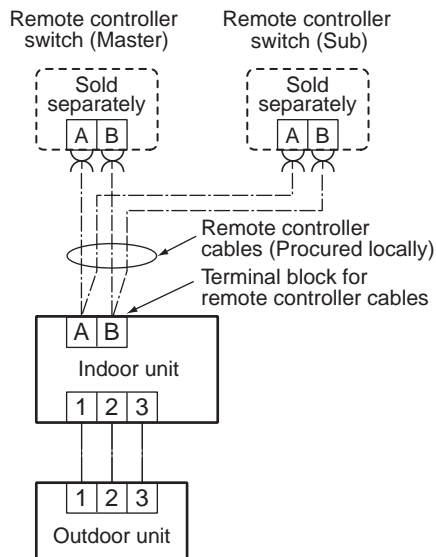 Remote controller
switch (Master)
Remote controller
switch (Sub)
Sold
separately
A B
Sold
separately
A B
Remote controller
cables (Procured locally)
Terminal block for
remote controller cables
A B
Indoor unit
1 2 3
1 2 3
Outdoor unit